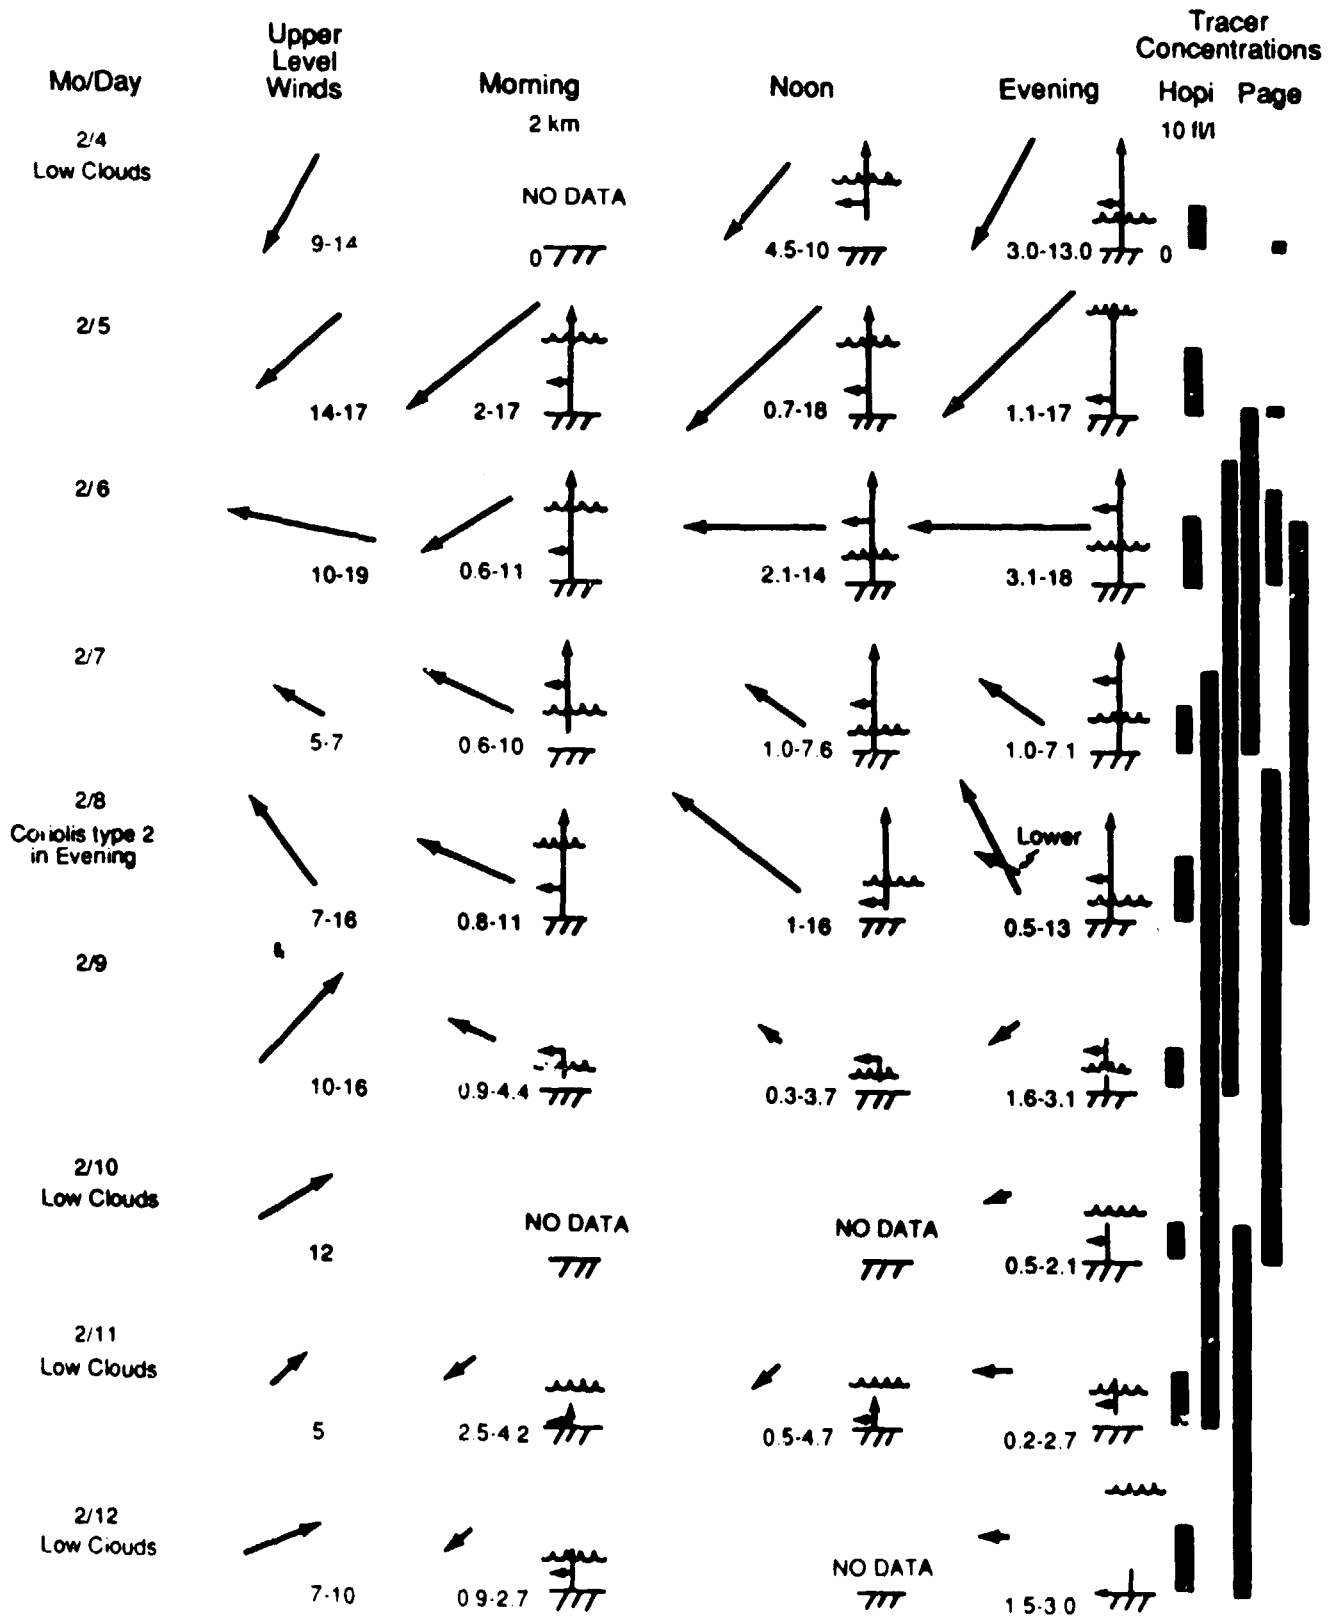 Upper
Level
Winds
Tracer
Concentrations
Mo/Day
Morning
Noon
Evening
Hopi
Page
2 km
10 fl/l
2/4
Low Clouds
NO DATA
9-14
0
4.5-10
3.0-13.0
0
2/5
14-17
2-17
0.7-18
1.1-17
2/6
10-19
0.6-11
2.1-14
3.1-18
2/7
5-7
0.6-10
1.0-7.6
1.0-7.1
2/8
Coriolis type 2
in Evening
Lower
7-16
0.8-11
1-16
0.5-13
2/9
10-16
0.9-4.4
0.3-3.7
1.6-3.1
2/10
Low Clouds
NO DATA
NO DATA
12
0.5-2.1
2/11
Low Clouds
5
2.5-4.2
0.5-4.7
0.2-2.7
2/12
Low Clouds
NO DATA
7-10
0.9-2.7
1.5-3.0